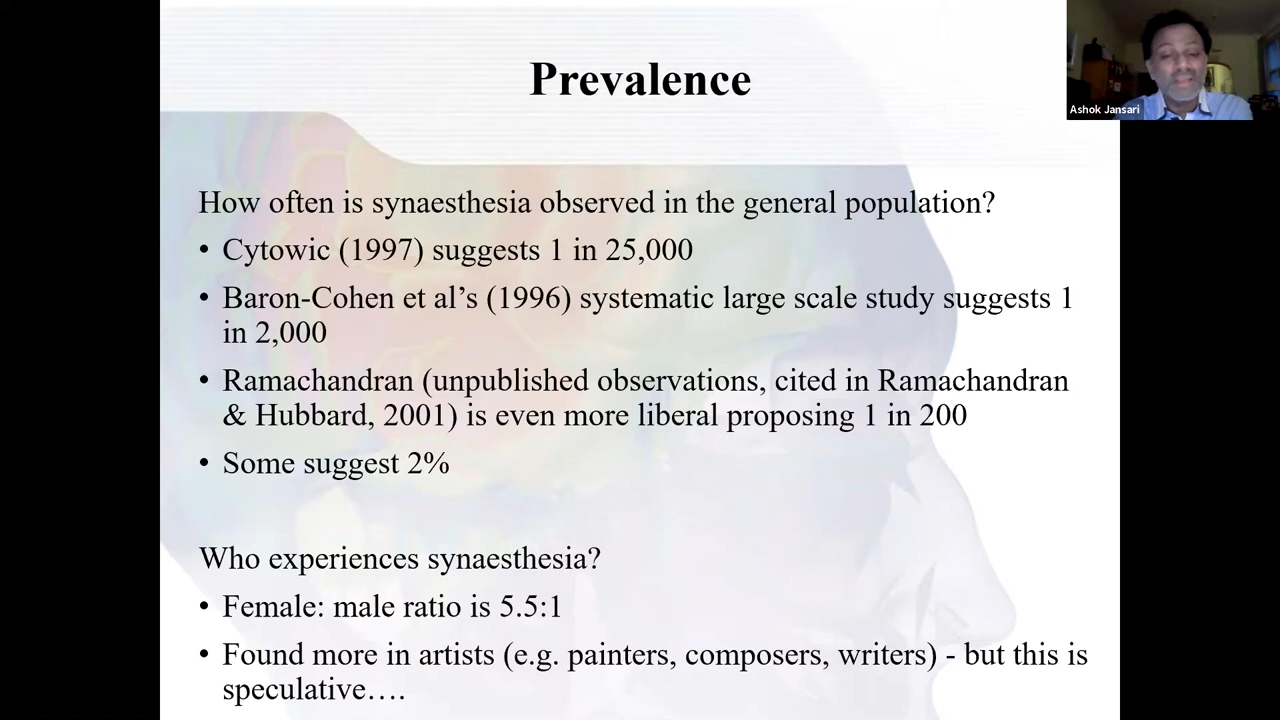 Prevalence
Ashok Jansari
How often is synaesthesia observed in the general population?
• Cytowic (1997) suggests 1 in 25,000
• Baron-Cohen et al’s (1996) systematic large scale study suggests 1
in 2,000
• Ramachandran (unpublished observations, cited in Ramachandran
& Hubbard, 2001) is even more liberal proposing 1 in 200
• Some suggest 2%
Who experiences synaesthesia?
• Female: male ratio is 5.5:1
• Found more in artists (e.g. painters, composers, writers) - but this is
speculative….